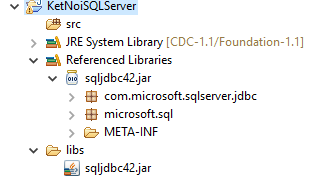 KetNoiSQLServer
src
JRE System Library [CDC-1.1/Foundation-1.1]
Referenced Libraries
sqljdbc42.jar
com.microsoft.sqlserver.jdbc
microsoft.sql
META-INF
libs
sqljdbc42.jar